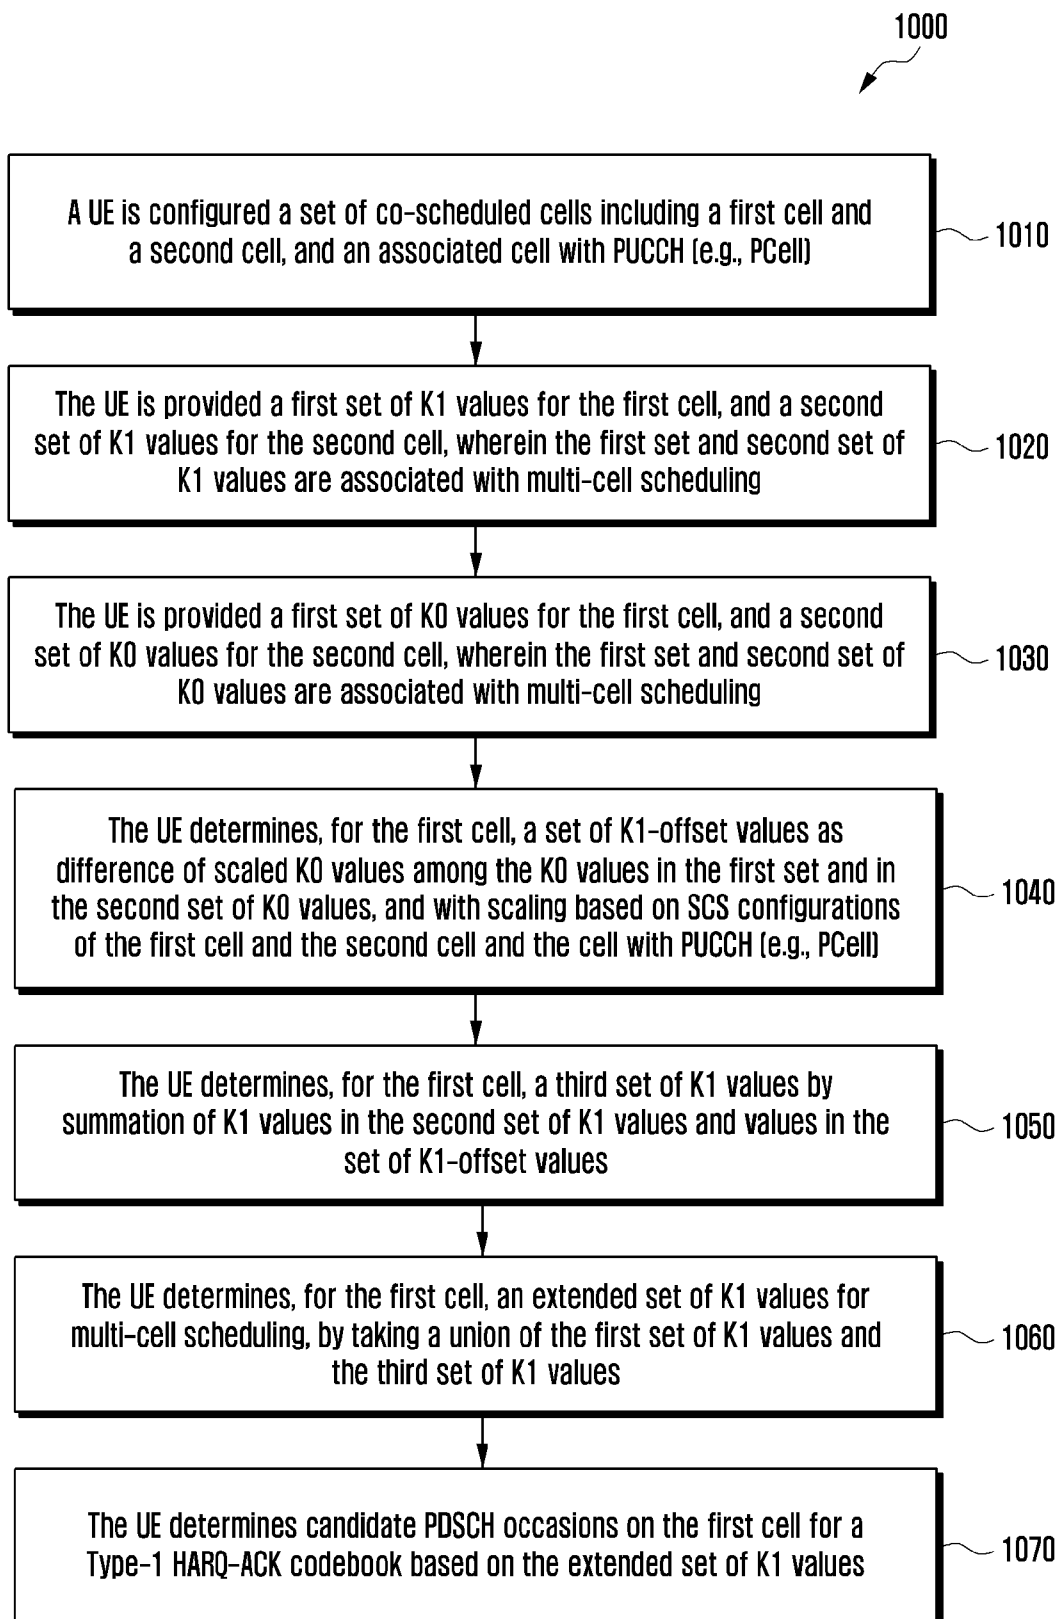 1000
A UE is configured a set of co-scheduled cells including a first cell and
a second cell, and an associated cell with PUCCH (e.g., PCell)
1010
The UE is provided a first set of K1 values for the first cell, and a second
set of K1 values for the second cell, wherein the first set and second set of
K1 values are associated with multi-cell scheduling
1020
The UE is provided a first set of K0 values for the first cell, and a second
set of K0 values for the second cell, wherein the first set and second set of
K0 values are associated with multi-cell scheduling
1030
The UE determines, for the first cell, a set of K1-offset values as
difference of scaled K0 values among the K0 values in the first set and in
the second set of K0 values, and with scaling based on SCS configurations
of the first cell and the second cell and the cell with PUCCH (e.g., PCell)
1040
The UE determines, for the first cell, a third set of K1 values by
summation of K1 values in the second set of K1 values and values in the
set of K1-offset values
1050
The UE determines, for the first cell, an extended set of K1 values for
multi-cell scheduling, by taking a union of the first set of K1 values and
the third set of K1 values
1060
The UE determines candidate PDSCH occasions on the first cell for a
Type-1 HARQ-ACK codebook based on the extended set of K1 values
1070